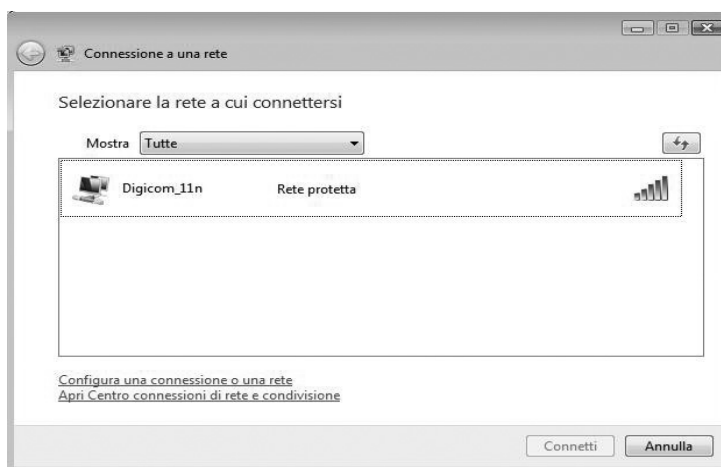 Connessione a una rete
Selezionare la rete a cui connettersi
Mostra Tutte
Digicom_11n Rete protetta
Configura una connessione o una rete
Apri Centro connessioni di rete e condivisione
Connetti Annulla